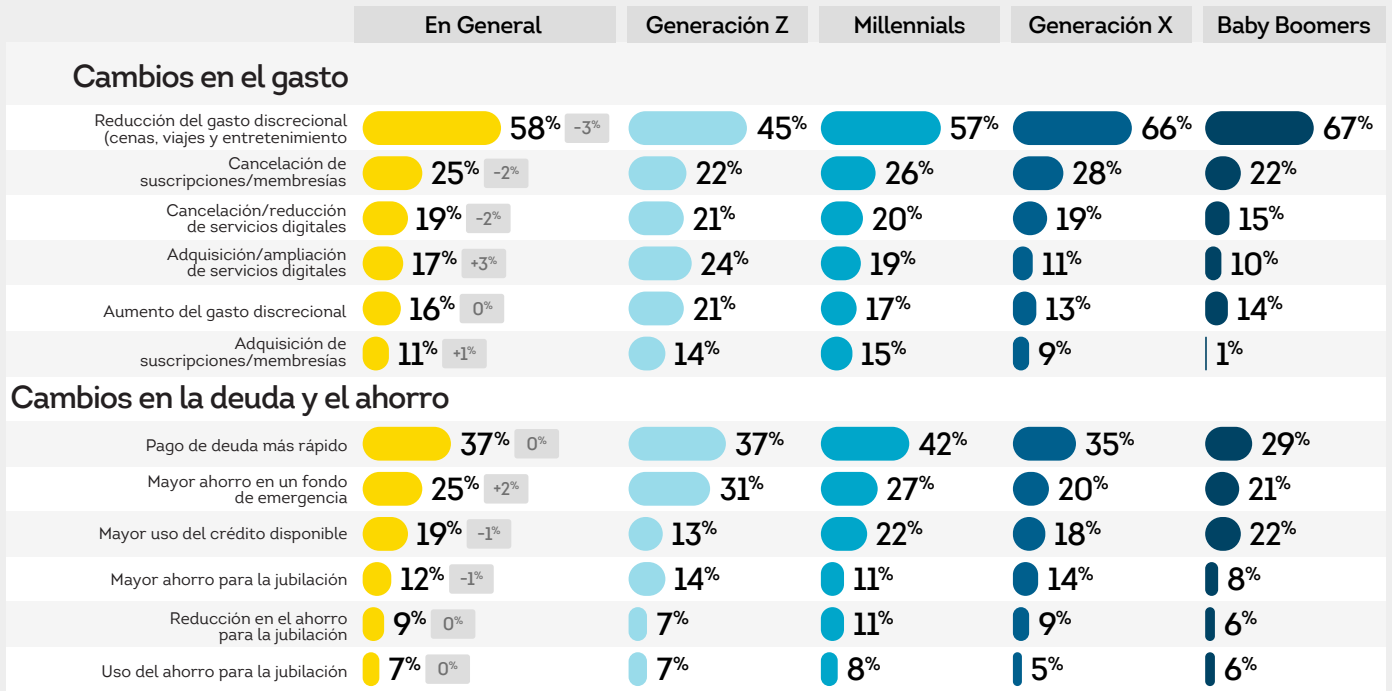 En General Generación Z Millennials Generación X Baby Boomers
Cambios en el gasto
Reducción del gasto discrecional
(cenas, viajes y entretenimiento
58% -3% 45% 57% 66% 67%
Cancelación de
suscripciones/membresías
25% -2% 22% 26% 28% 22%
Cancelación/reducción
de servicios digitales
19% -2% 21% 20% 19% 15%
Adquisición/ampliación
de servicios digitales
17% +3% 24% 19% 11% 10%
Aumento del gasto discrecional 16% 0% 21% 17% 13% 14%
Adquisición de
suscripciones/membresías
11% +1% 14% 15% 9% 1%
Cambios en la deuda y el ahorro
Pago de deuda más rápido 37% 0% 37% 42% 35% 29%
Mayor ahorro en un fondo
de emergencia
25% +2% 31% 27% 20% 21%
Mayor uso del crédito disponible 19% -1% 13% 22% 18% 22%
Mayor ahorro para la jubilación 12% -1% 14% 11% 14% 8%
Reducción en el ahorro
para la jubilación
9% 0% 7% 11% 9% 6%
Uso del ahorro para la jubilación 7% 0% 7% 8% 5% 6%